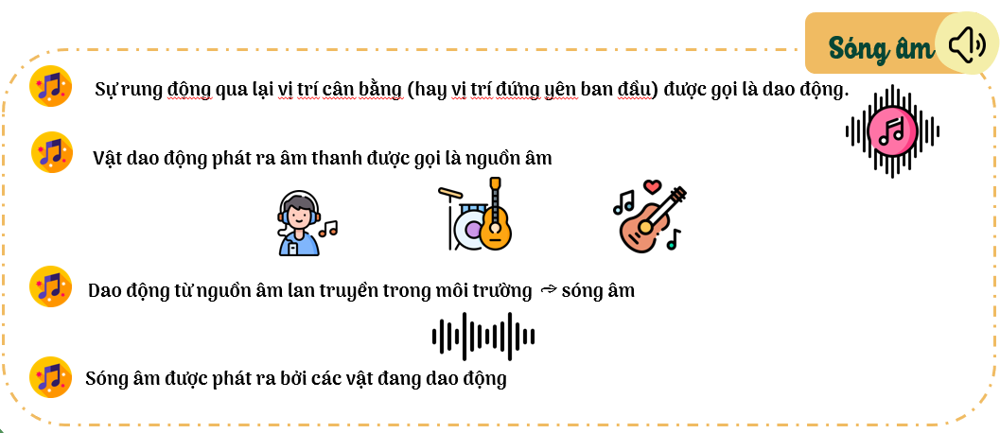 Sóng âm
Sự rung động qua lại vị trí cân bằng (hay vị trí đứng yên ban đầu) được gọi là dao động.
Vật dao động phát ra âm thanh được gọi là nguồn âm
Dao động từ nguồn âm lan truyền trong môi trường ➾ sóng âm
Sóng âm được phát ra bởi các vật đang dao động